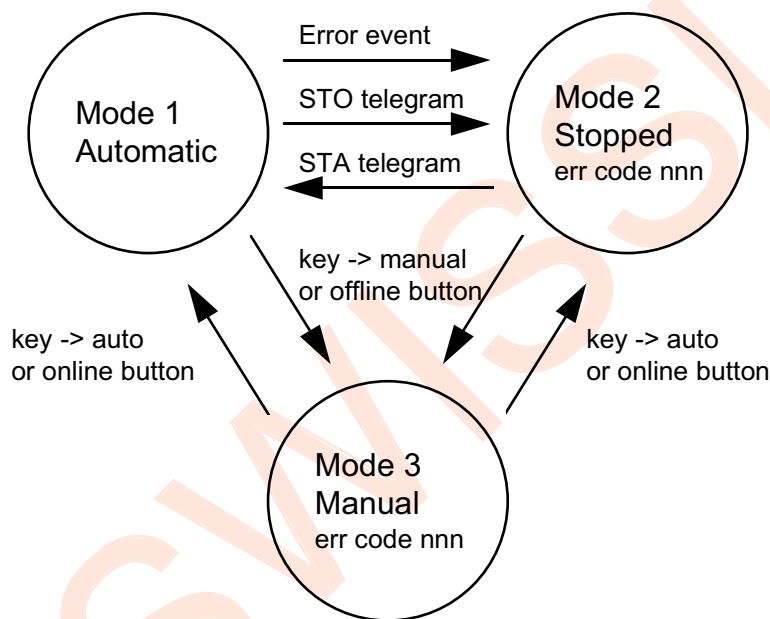 Error event
Mode 1
Automatic
STO telegram
Mode 2
Stopped
err code nnn
STA telegram
key -> manual
or offline button
key -> auto
or online button
key -> auto
or online button
Mode 3
Manual
err code nnn
SWISS